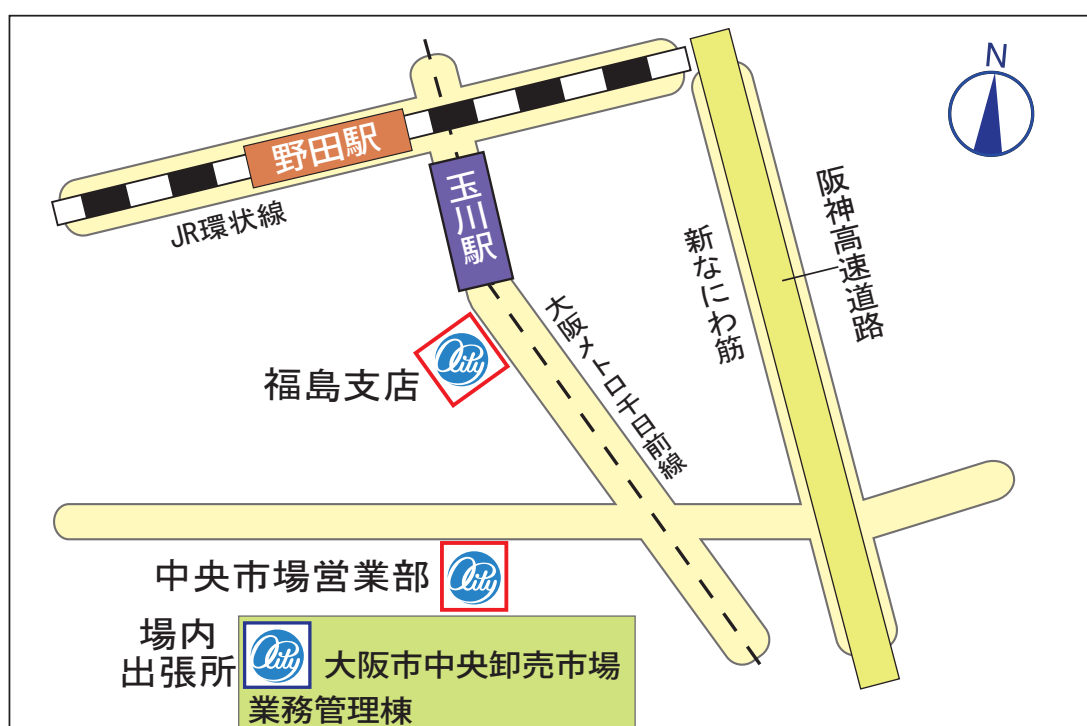 N
野田駅
JR環状線
玉川駅
阪神高速道路
新なにわ筋
大阪メトロ千日前線
福島支店
City
中央市場営業部
City
場内
出張所
City
大阪市中央卸売市場
業務管理棟